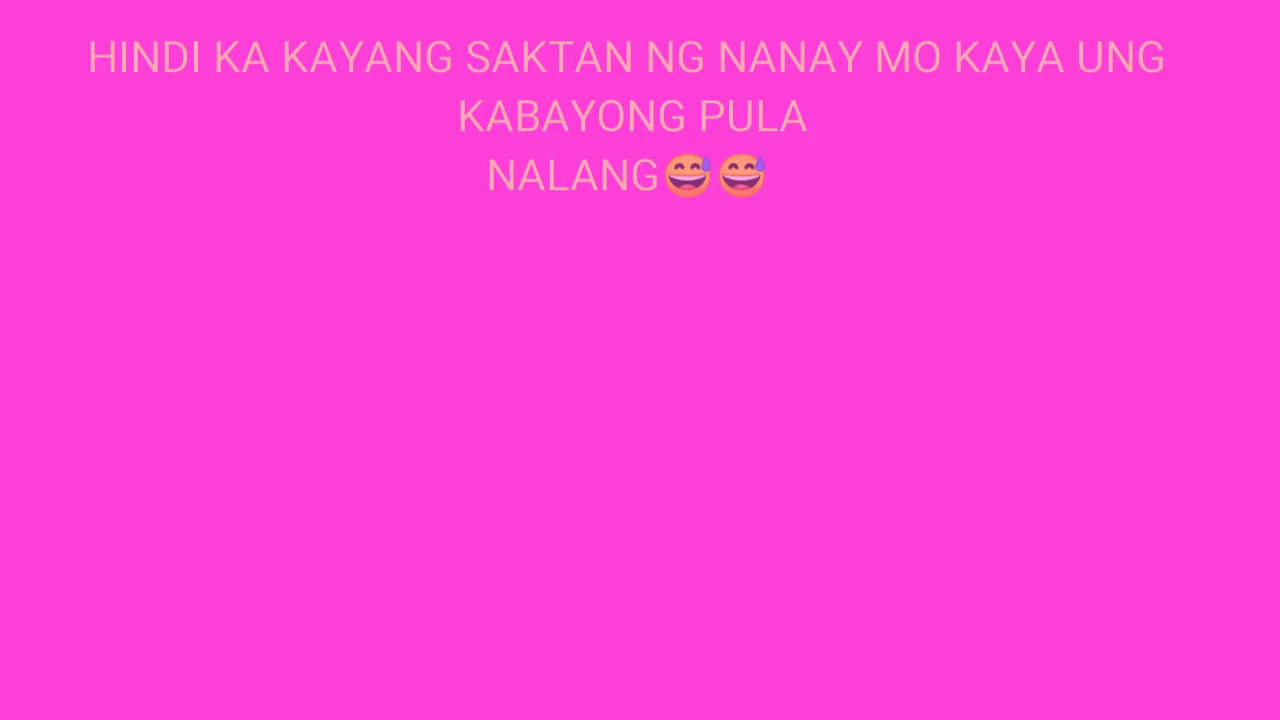 HINDI KA KAYANG SAKTAN NG NANAY MO KAYA UNG
KABAYONG PULA
NALANG😅😅